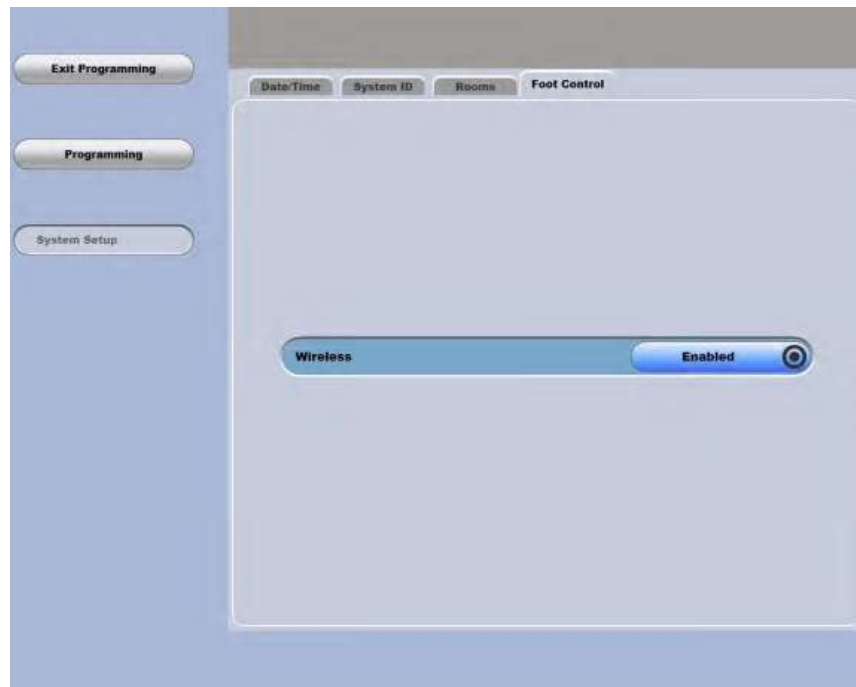 Exit Programming
Date/Time System ID Rooms Foot Control
Programming
System Setup
Wireless Enabled